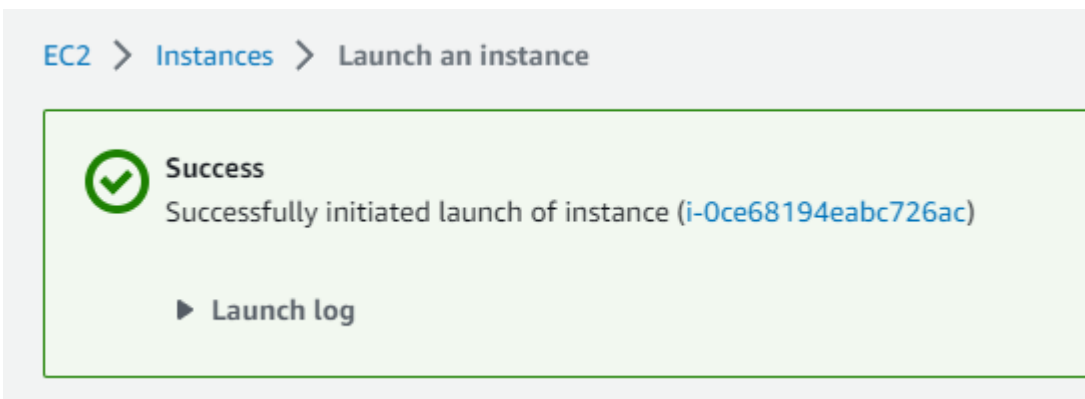 EC2 > Instances > Launch an instance
Success
Successfully initiated launch of instance (i-0ce68194eabc726ac)
Launch log